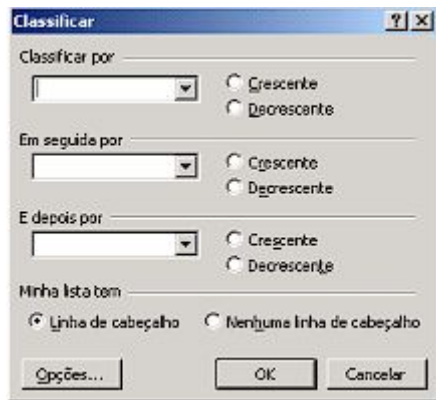 Classificar
Classificar por
Crescente
Decrescente
Em seguida por
Crescente
Decrescente
E depois por
Crescente
Decrescente
Minha lista tem
Linha de cabeçalho Nenhuma linha de cabeçalho
Opções... OK Cancelar